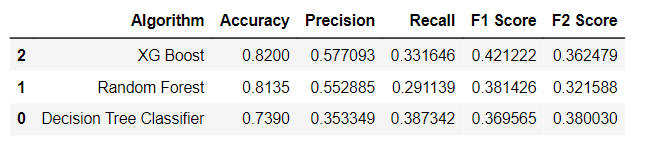 Algorithm Accuracy Precision Recall F1 Score F2 Score
2 XG Boost 0.8200 0.577093 0.331646 0.421222 0.362479
1 Random Forest 0.8135 0.552885 0.291139 0.381426 0.321588
0 Decision Tree Classifier 0.7390 0.353349 0.387342 0.369565 0.380030